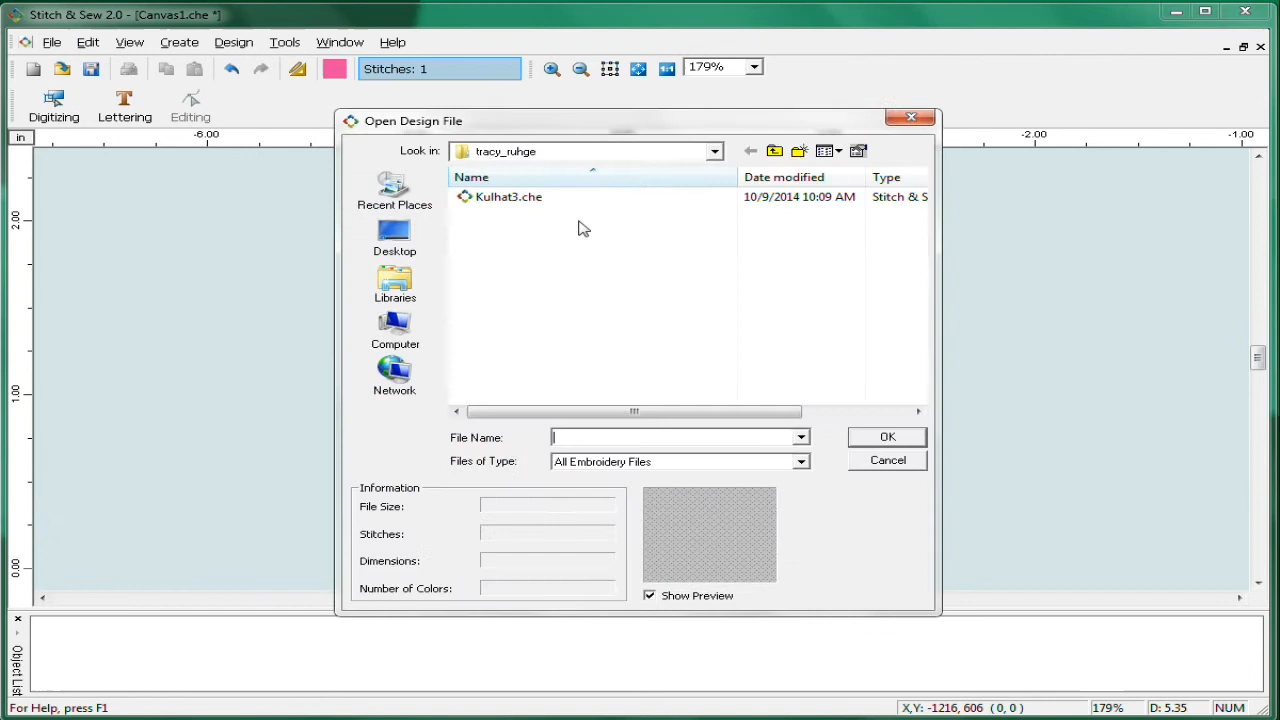 Stitch & Sew 2.0 - [Canvas1.che *]
File Edit View Create Design Tools Window Help
Stitches: 1
1:1
179%
Digitizing Lettering Editing
in
-6.00 -2.00 -1.00
2.00
1.00
0.00
Open Design File
Look in: tracy_ruhge
Name Date modified Type
Kulhat3.che 10/9/2014 10:09 AM Stitch & S
Recent Places
Desktop
Libraries
Computer
Network
File Name: OK
Files of Type: All Embroidery Files Cancel
Information
File Size:
Stitches:
Dimensions:
Number of Colors:
Show Preview
Object List
For Help, press F1 X,Y: -1216, 606 ( 0, 0 ) 179% D: 5.35 NUM